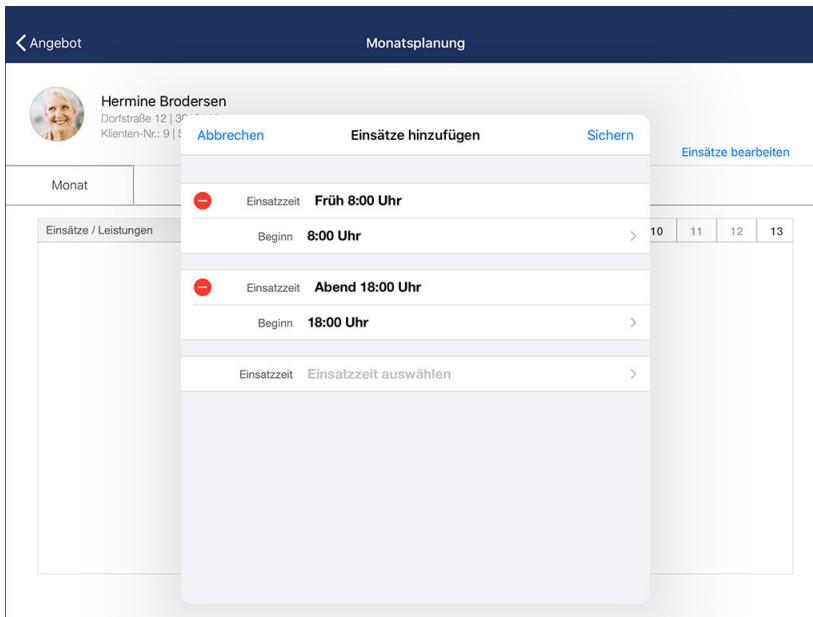 Angebot
Monatsplanung
Hermine Brodersen
Dorfstraße 12 |
Klienten-Nr.: 9 |
Abbrechen
Einsätze hinzufügen
Sichern
Einsätze bearbeiten
Monat
Einsatzzeit Früh 8:00 Uhr
Einsätze / Leistungen
10 11 12 13
Beginn 8:00 Uhr
Einsatzzeit Abend 18:00 Uhr
Beginn 18:00 Uhr
Einsatzzeit Einsatzzeit auswählen